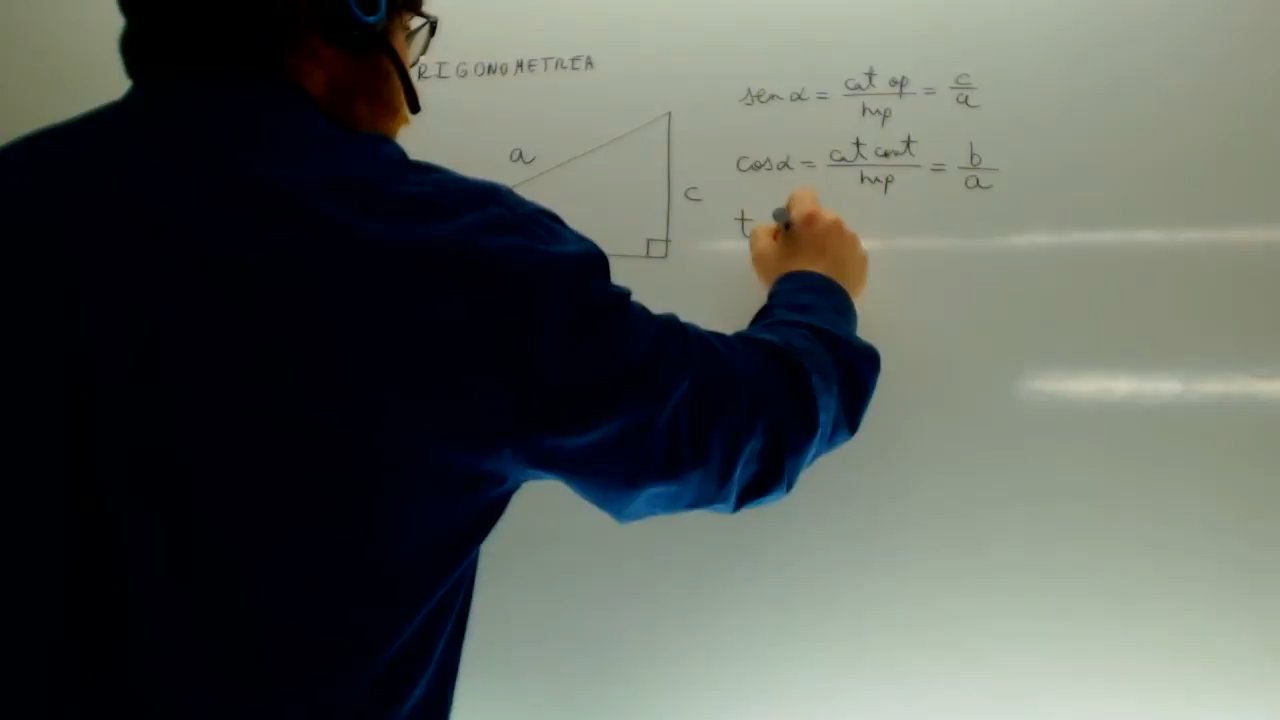 RIGONOMETRIA
a
c
sen α = cat op / hip = c / a
cos α = cat cont / hip = b / a
t